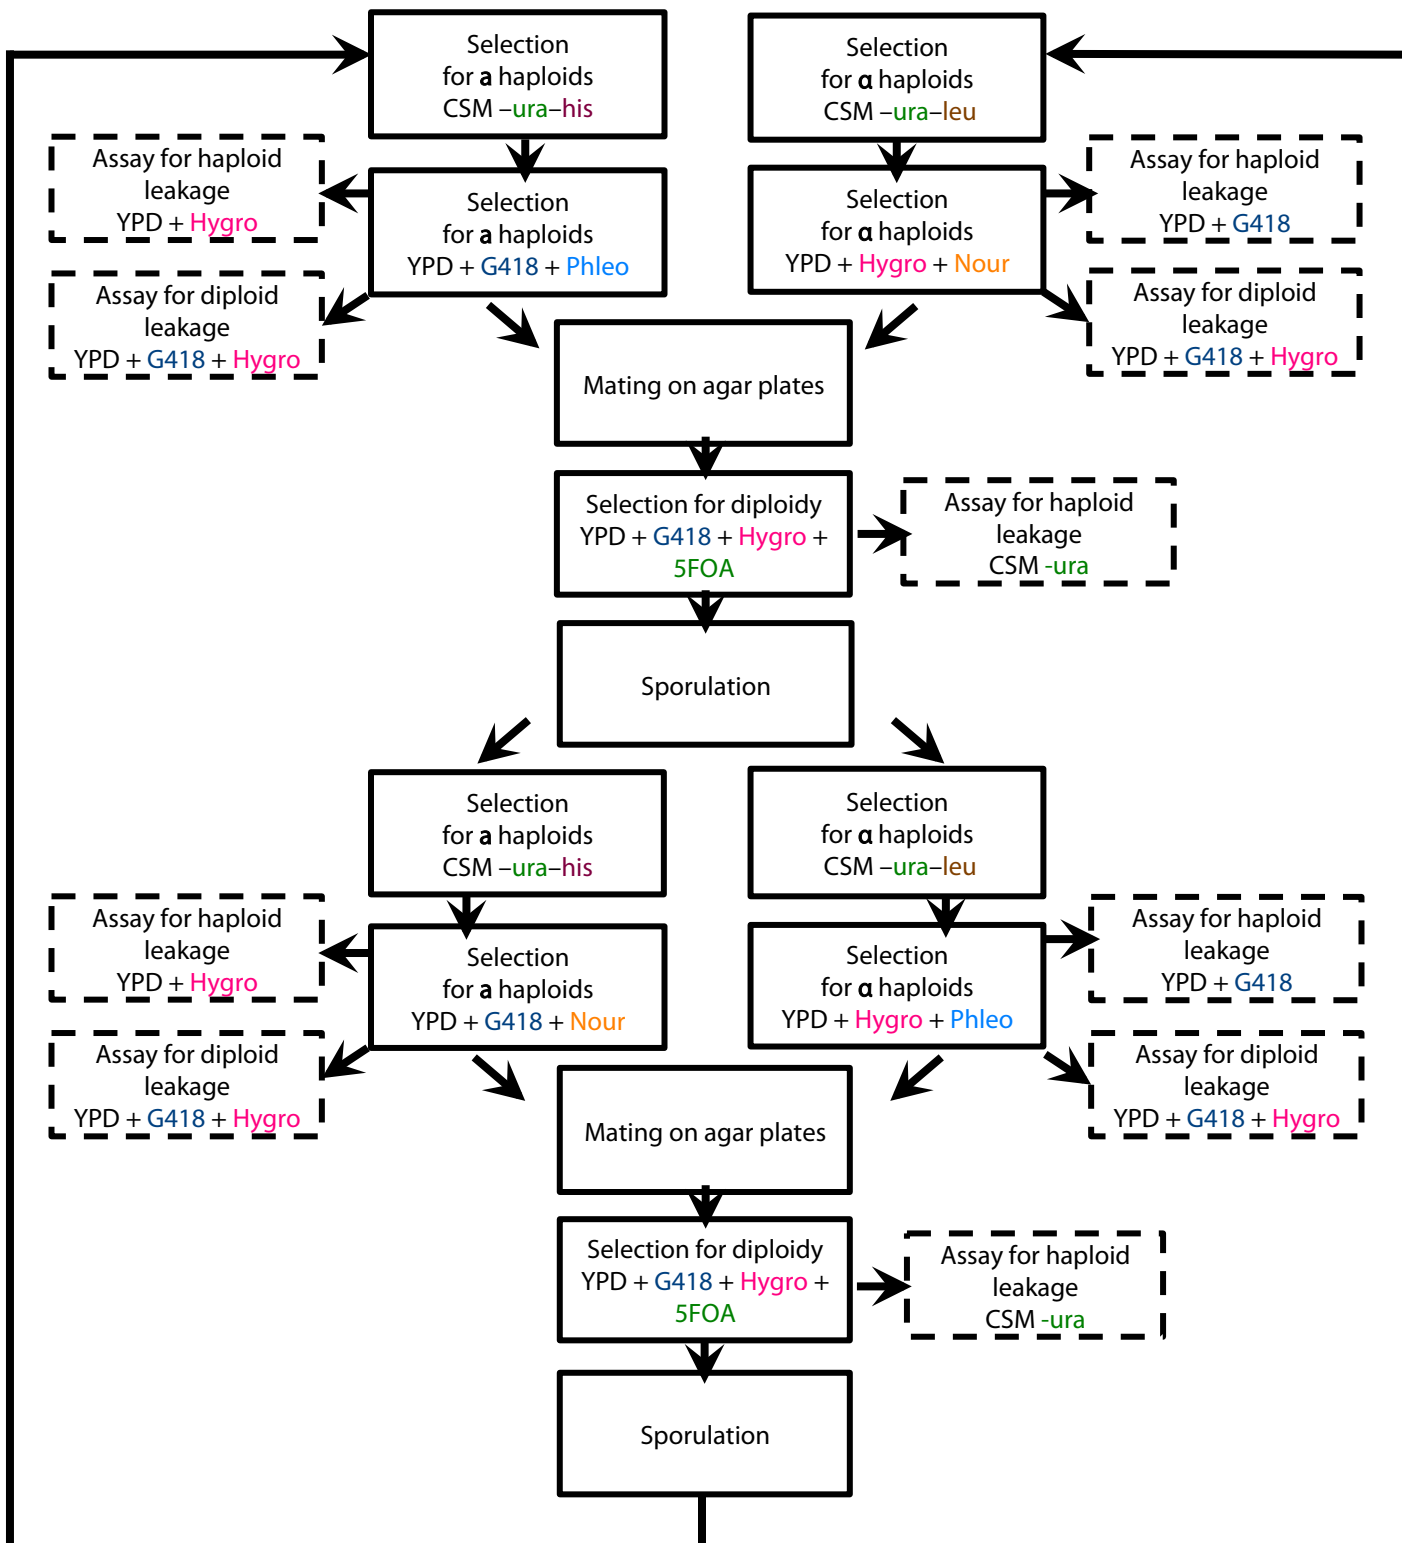 Selection
for a haploids
CSM –ura–his
Selection
for α haploids
CSM –ura–leu
Assay for haploid
leakage
YPD + Hygro
Selection
for a haploids
YPD + G418 + Phleo
Selection
for α haploids
YPD + Hygro + Nour
Assay for haploid
leakage
YPD + G418
Assay for diploid
leakage
YPD + G418 + Hygro
Assay for diploid
leakage
YPD + G418 + Hygro
Mating on agar plates
Selection for diploidy
YPD + G418 + Hygro +
5FOA
Assay for haploid
leakage
CSM -ura
Sporulation
Selection
for a haploids
CSM –ura–his
Selection
for α haploids
CSM –ura–leu
Assay for haploid
leakage
YPD + Hygro
Selection
for a haploids
YPD + G418 + Nour
Selection
for α haploids
YPD + Hygro + Phleo
Assay for haploid
leakage
YPD + G418
Assay for diploid
leakage
YPD + G418 + Hygro
Assay for diploid
leakage
YPD + G418 + Hygro
Mating on agar plates
Selection for diploidy
YPD + G418 + Hygro +
5FOA
Assay for haploid
leakage
CSM -ura
Sporulation